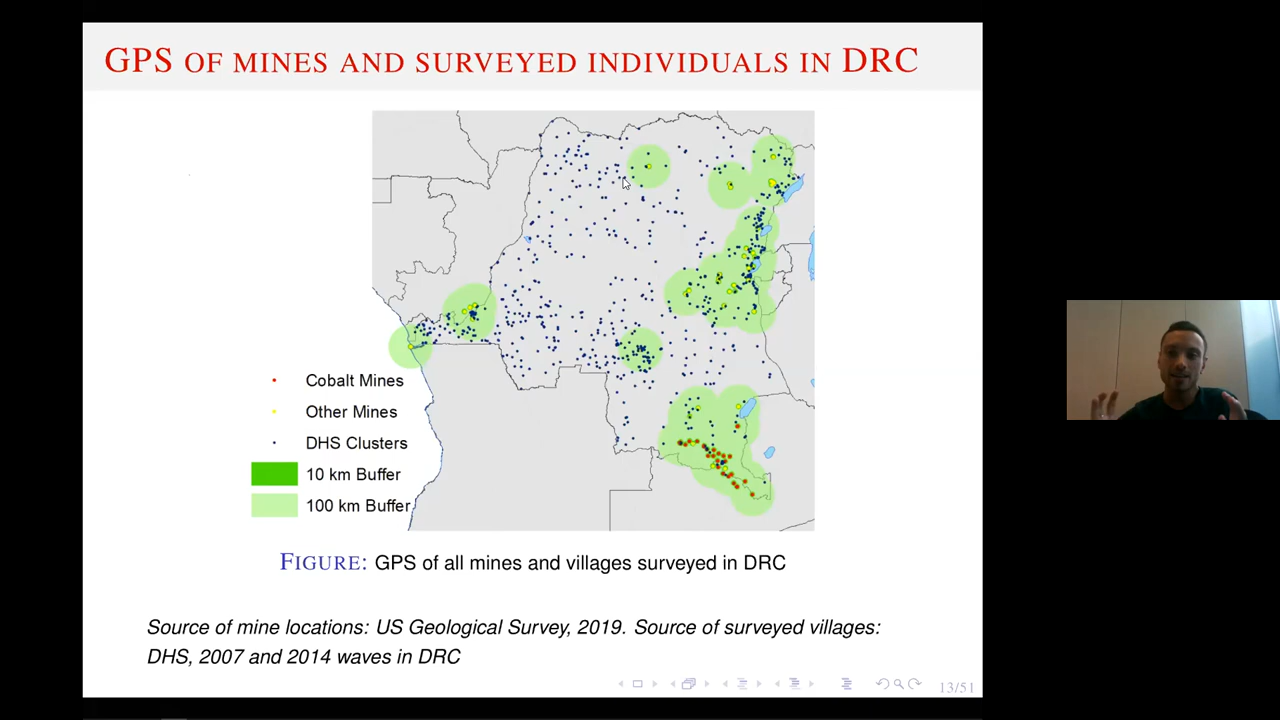 GPS OF MINES AND SURVEYED INDIVIDUALS IN DRC
Cobalt Mines
Other Mines
DHS Clusters
10 km Buffer
100 km Buffer
FIGURE: GPS of all mines and villages surveyed in DRC
Source of mine locations: US Geological Survey, 2019. Source of surveyed villages:
DHS, 2007 and 2014 waves in DRC
13/51